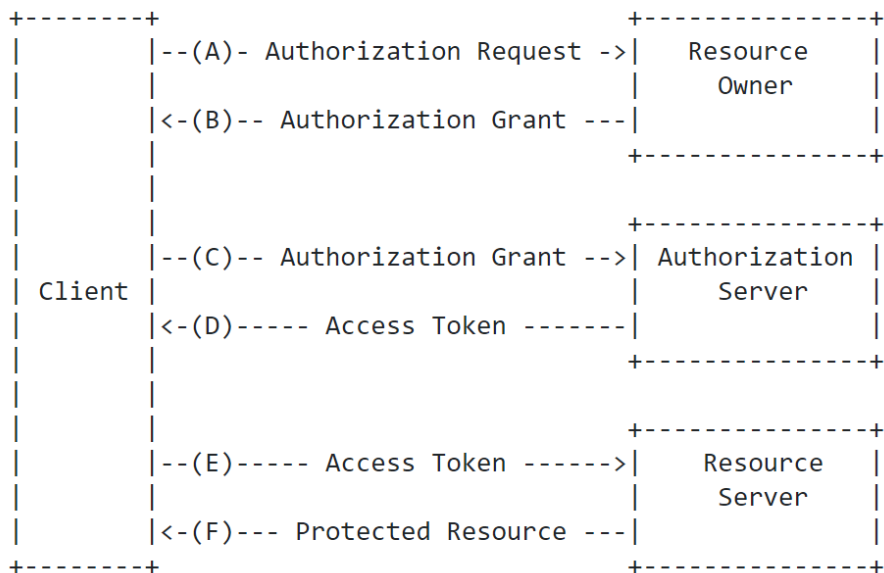 +--------+                               +---------------+
|        |--(A)- Authorization Request ->|   Resource    |
|        |                               |     Owner     |
|        |<-(B)-- Authorization Grant ---|               |
|        |                               +---------------+
|        |
|        |                               +---------------+
|        |--(C)-- Authorization Grant -->| Authorization |
| Client |                               |     Server    |
|        |<-(D)----- Access Token -------|               |
|        |                               +---------------+
|        |
|        |                               +---------------+
|        |--(E)----- Access Token ------>|    Resource   |
|        |                               |     Server    |
|        |<-(F)--- Protected Resource ---|               |
+--------+                               +---------------+